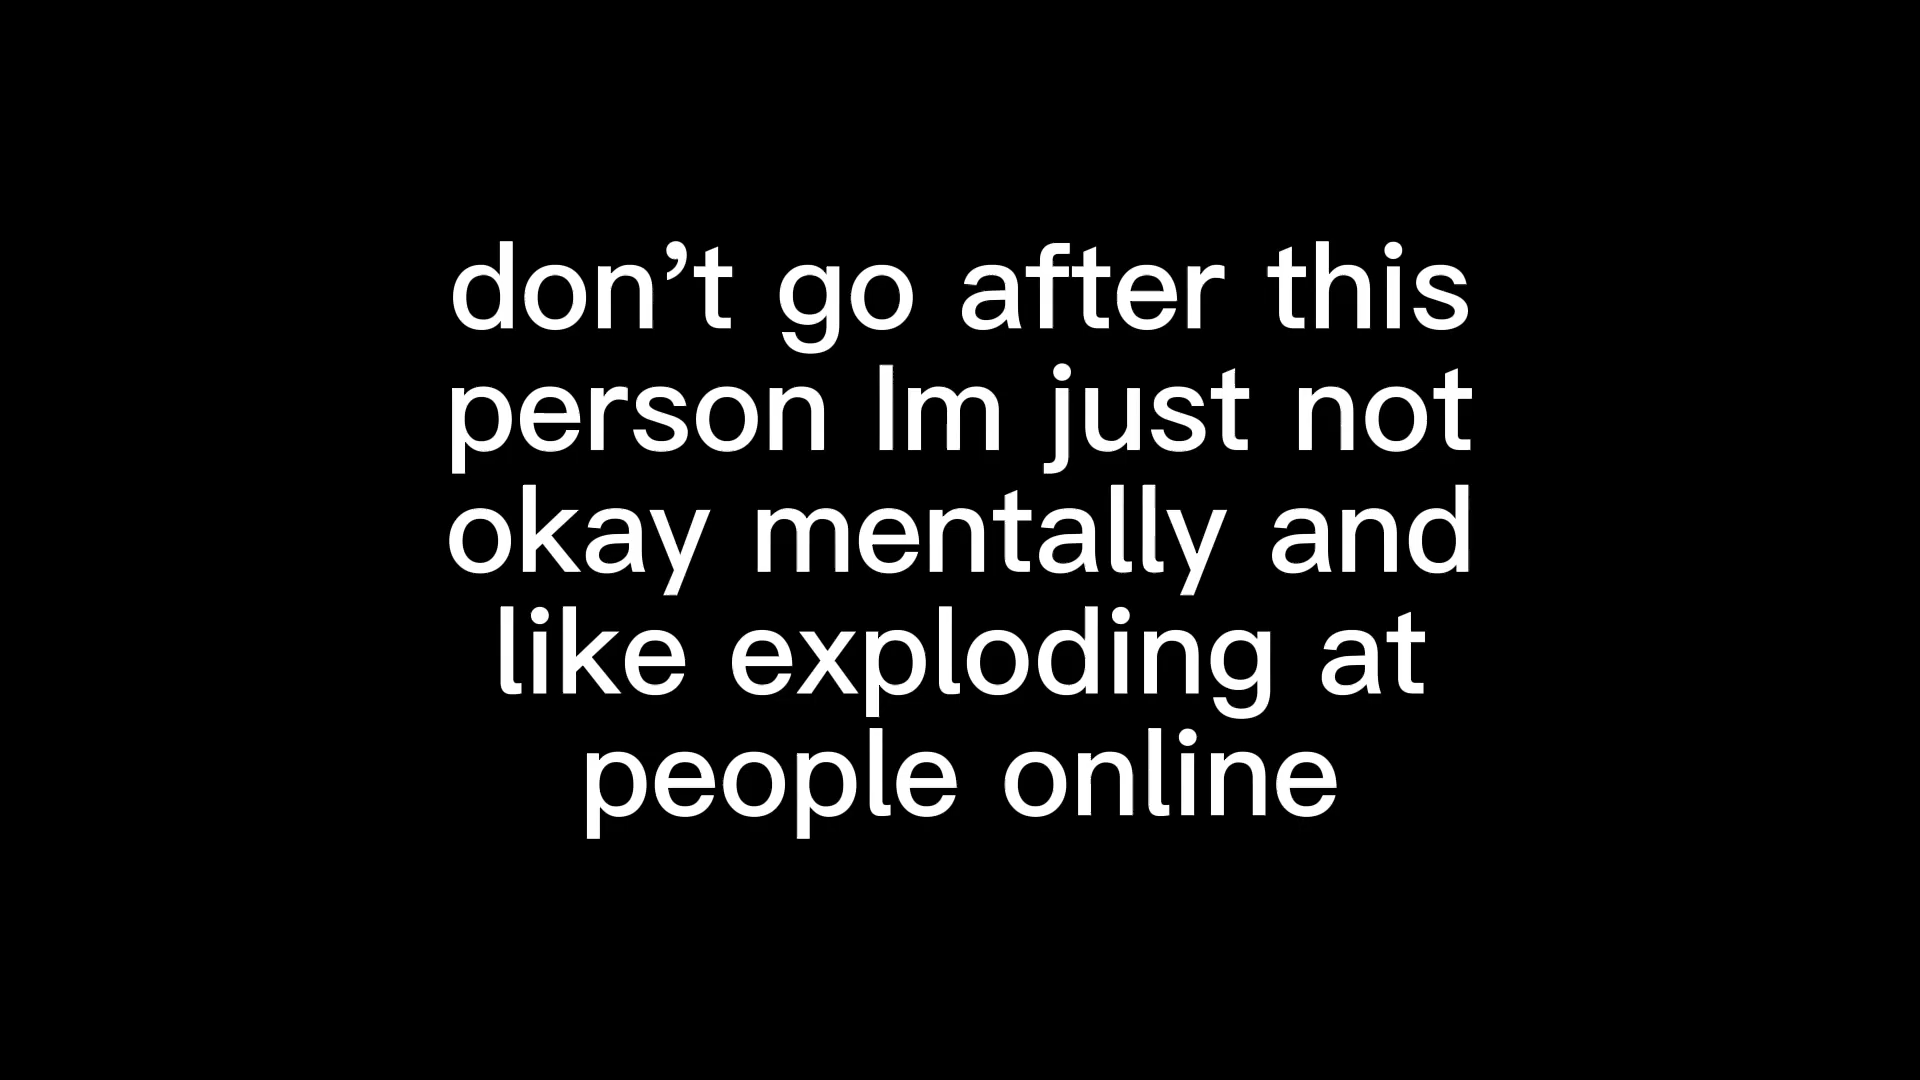 don’t go after this
person Im just not
okay mentally and
like exploding at
people online